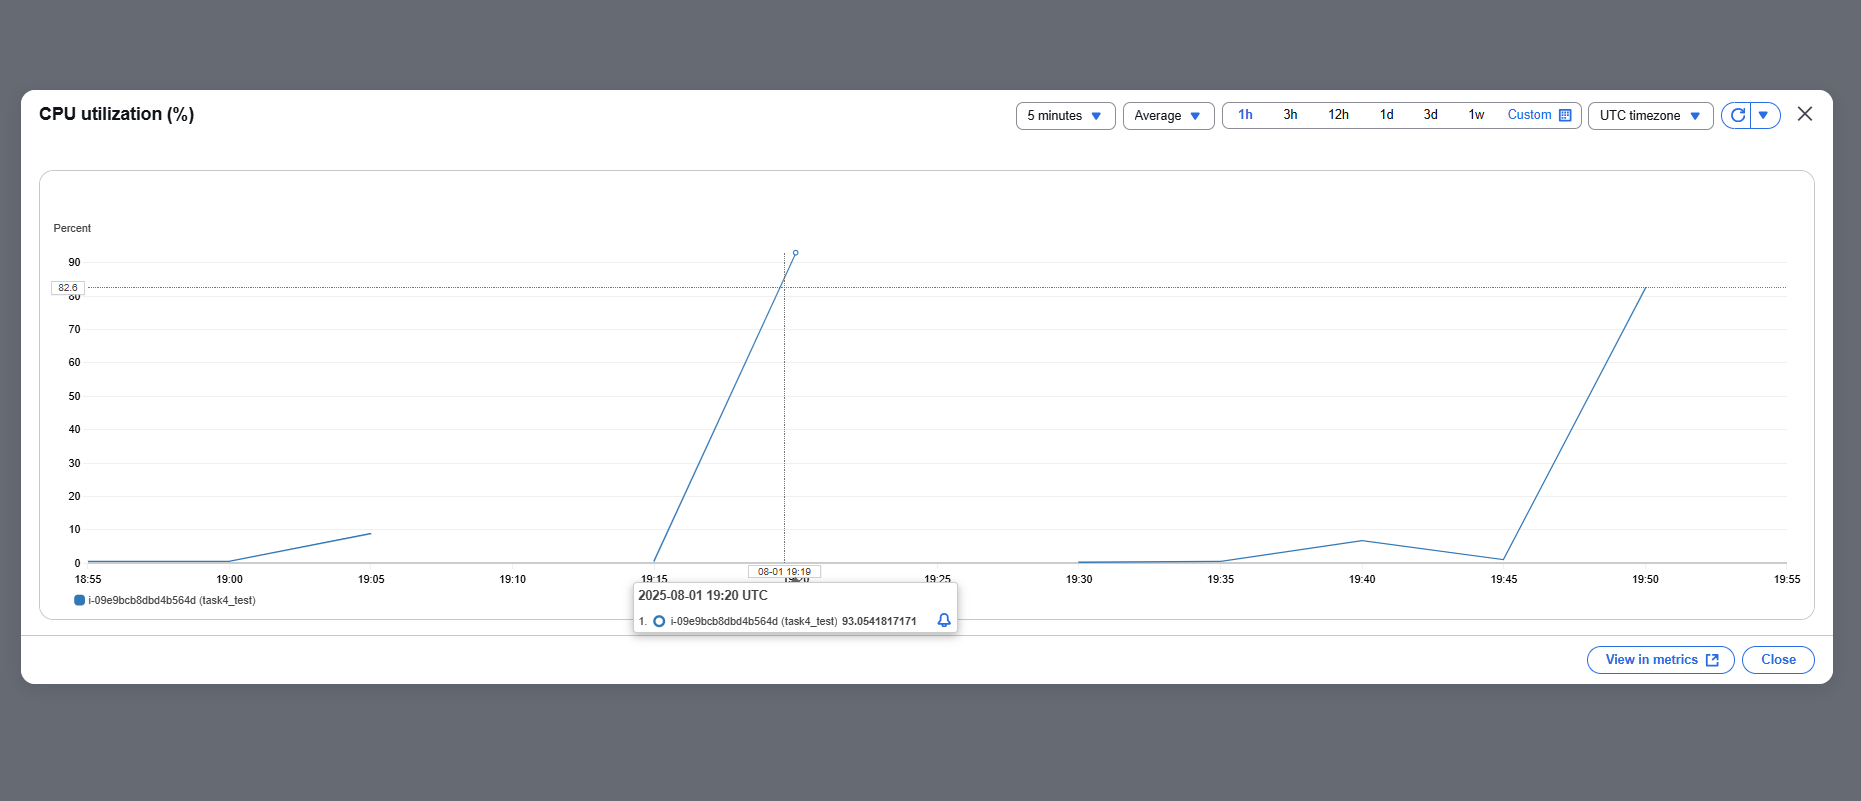 CPU utilization (%)
5 minutes Average 1h 3h 12h 1d 3d 1w Custom UTC timezone
Percent
90
82.6
80
70
60
50
40
30
20
10
0
08-01 19:19
18:55 19:00 19:05 19:10 19:15 19:20 19:25 19:30 19:35 19:40 19:45 19:50 19:55
i-09e9bcb8dbd4b564d (task4_test)
2025-08-01 19:20 UTC
1. i-09e9bcb8dbd4b564d (task4_test) 93.0541817171
View in metrics Close